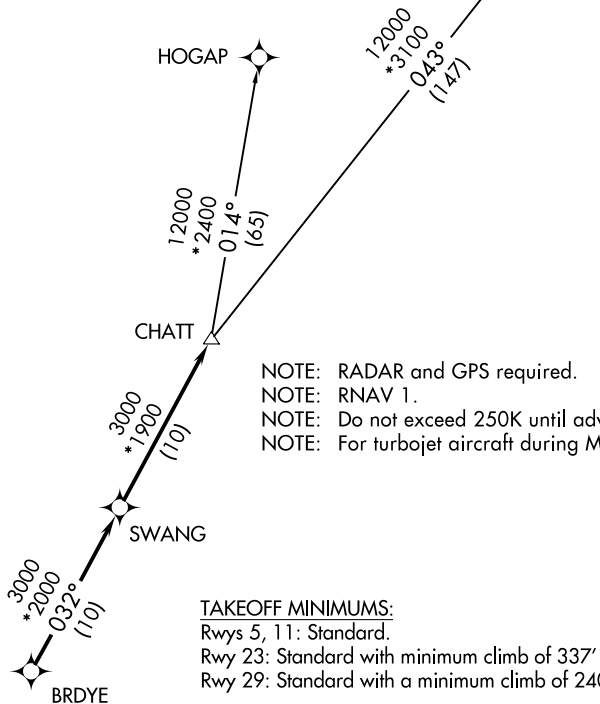 12000
*3100
043°
(147)
HOGAP
12000
*2400
014°
(65)
CHATT
NOTE: RADAR and GPS required.
NOTE: RNAV 1.
NOTE: Do not exceed 250K until
NOTE: For turbojet aircraft during
3000
*1900
(10)
SWANG
3000
*2000
032°
(10)
BRDYE
TAKEOFF MINIMUMS:
Rwys 5, 11: Standard.
Rwy 23: Standard with minimum climb of 337'
Rwy 29: Standard with a minimum climb of